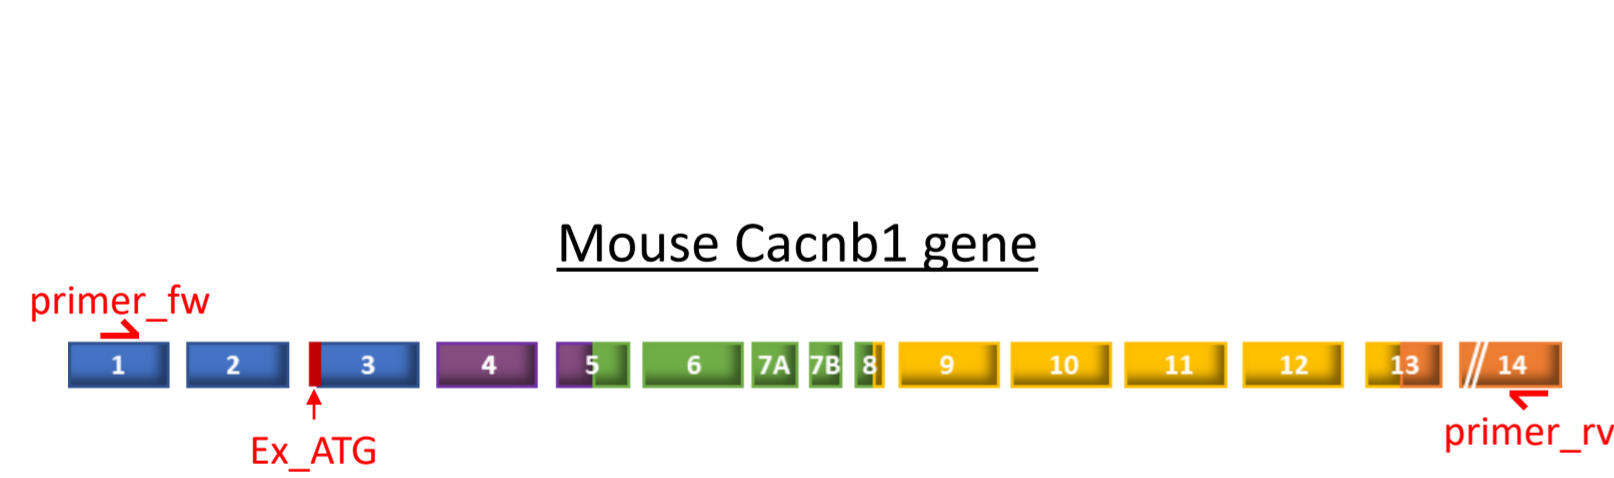 Mouse Cacnb1 gene
primer_fw
1 2 3 4 5 6 7A 7B 8 9 10 11 12 13 14
Ex_ATG
primer_rv